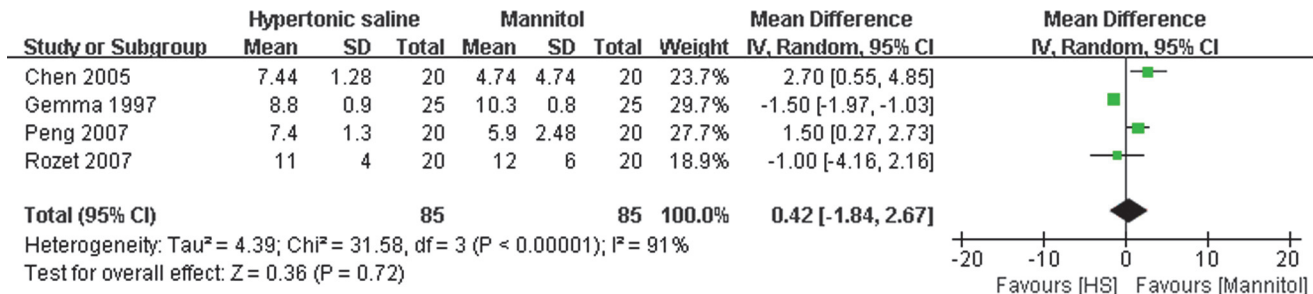 Hypertonic saline Mannitol Mean Difference Mean Difference
Study or Subgroup Mean SD Total Mean SD Total Weight IV, Random, 95% CI IV, Random, 95% CI
Chen 2005 7.44 1.28 20 4.74 4.74 20 23.7% 2.70 [0.55, 4.85]
Gemma 1997 8.8 0.9 25 10.3 0.8 25 29.7% -1.50 [-1.97, -1.03]
Peng 2007 7.4 1.3 20 5.9 2.48 20 27.7% 1.50 [0.27, 2.73]
Rozet 2007 11 4 20 12 6 20 18.9% -1.00 [-4.16, 2.16]
Total (95% CI) 85 85 100.0% 0.42 [-1.84, 2.67]
Heterogeneity: Tau² = 4.39; Chi² = 31.58, df = 3 (P < 0.00001); I² = 91%
Test for overall effect: Z = 0.36 (P = 0.72)
-20 -10 0 10 20
Favours [HS] Favours [Mannitol]